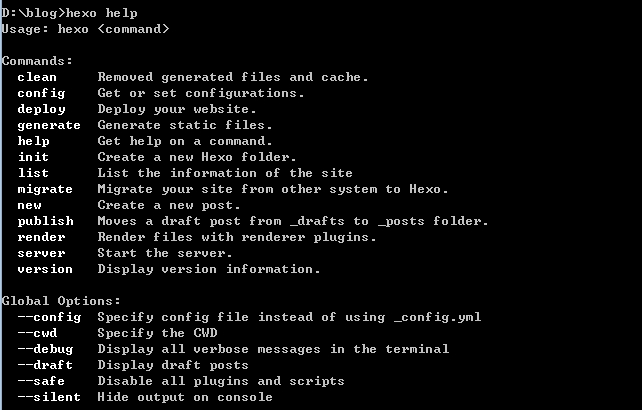 D:\blog>hexo help
Usage: hexo <command>
Commands:
clean Removed generated files and cache.
config Get or set configurations.
deploy Deploy your website.
generate Generate static files.
help Get help on a command.
init Create a new Hexo folder.
list List the information of the site
migrate Migrate your site from other system to Hexo.
new Create a new post.
publish Moves a draft post from _drafts to _posts folder.
render Render files with renderer plugins.
server Start the server.
version Display version information.
Global Options:
--config Specify config file instead of using _config.yml
--cwd Specify the CWD
--debug Display all verbose messages in the terminal
--draft Display draft posts
--safe Disable all plugins and scripts
--silent Hide output on console